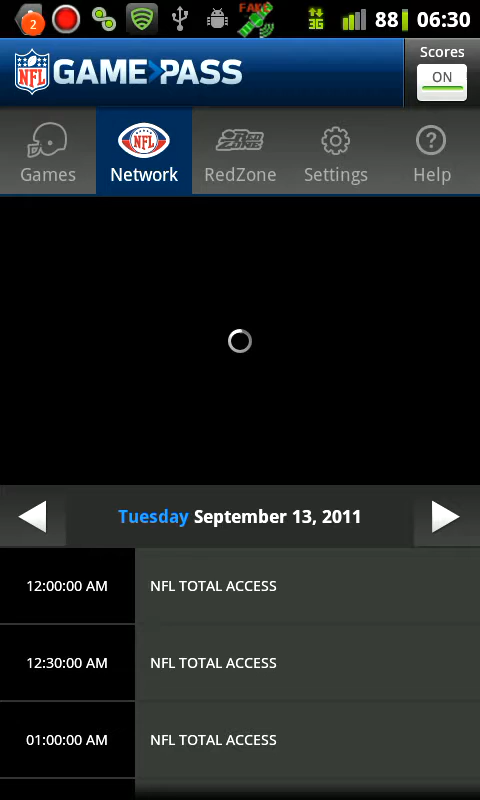 2
FAKE
3G
88
06:30
NFL
GAME PASS
Scores
ON
NFL
RED ZONE
Games
Network
RedZone
Settings
Help
Tuesday September 13, 2011
12:00:00 AM NFL TOTAL ACCESS
12:30:00 AM NFL TOTAL ACCESS
01:00:00 AM NFL TOTAL ACCESS